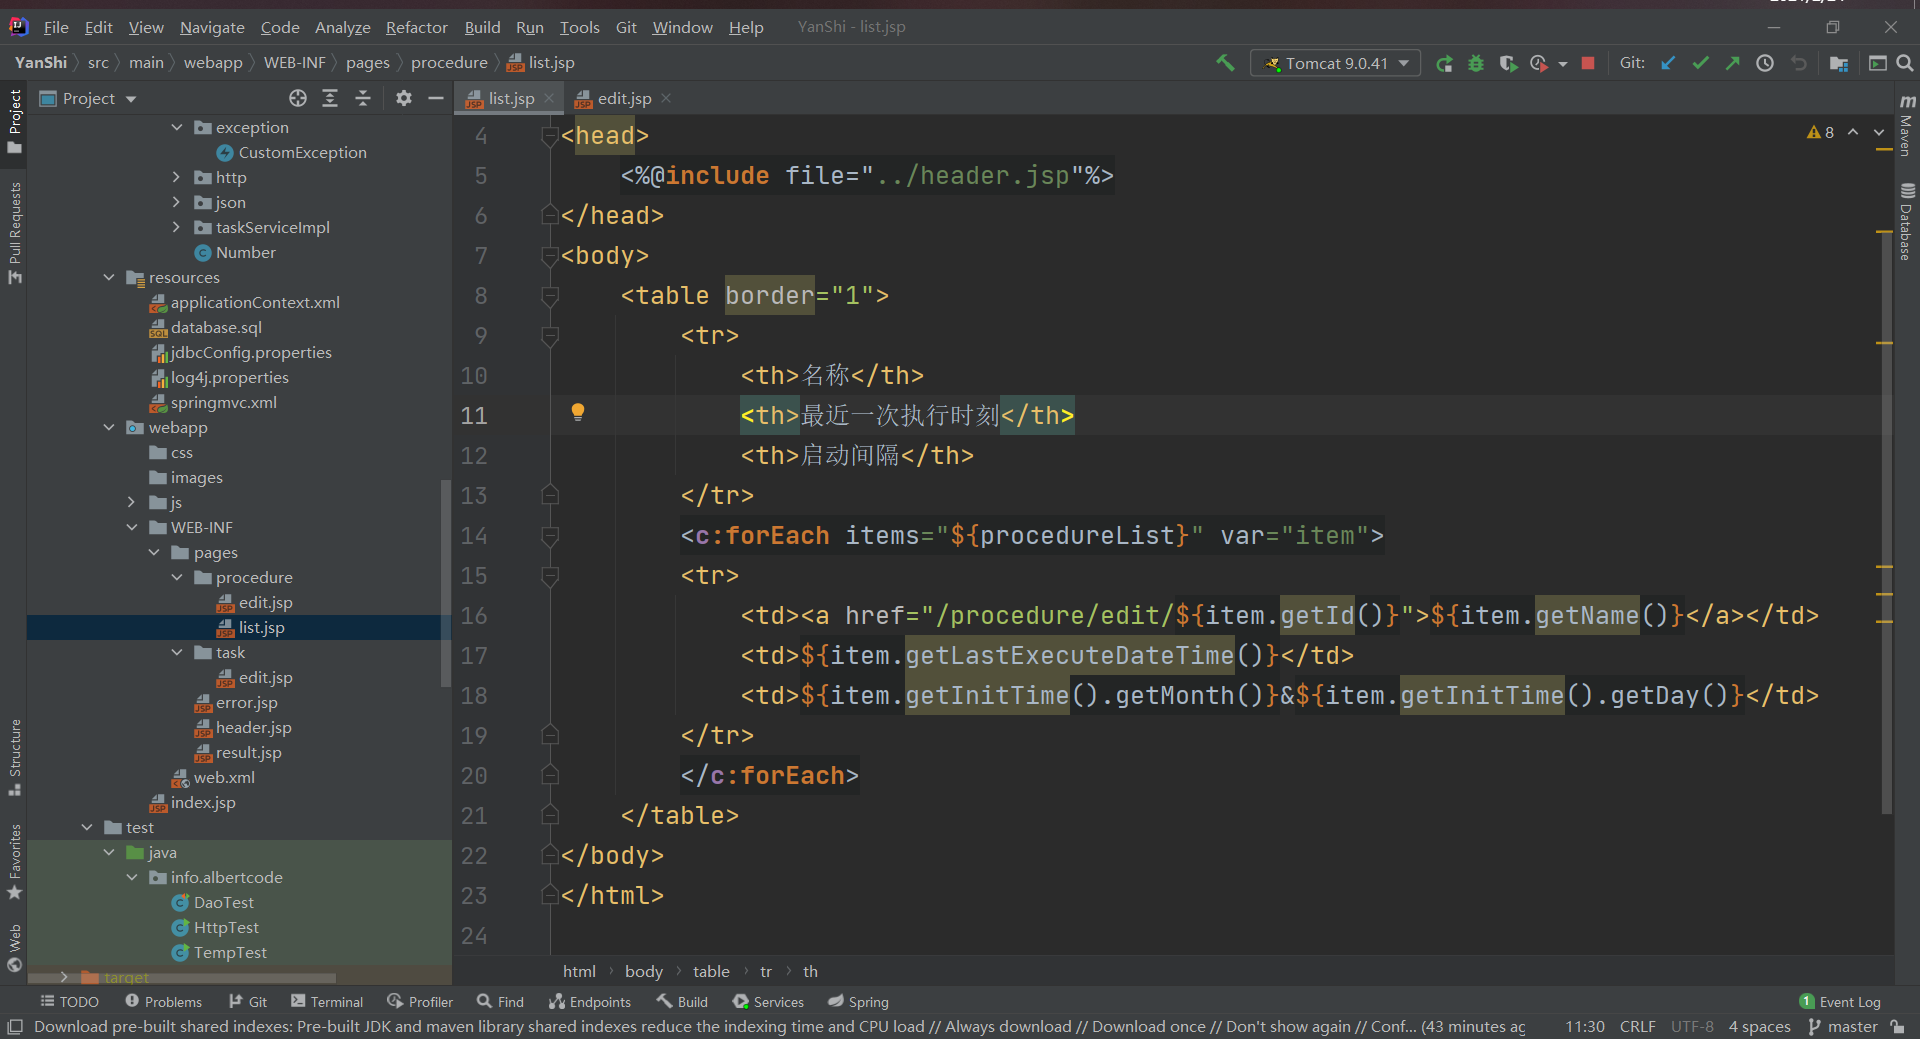 File Edit View Navigate Code Analyze Refactor Build Run Tools Git Window Help YanShi - list.jsp
YanShi src main webapp WEB-INF pages procedure list.jsp Tomcat 9.0.41 Git:
Project
list.jsp edit.jsp
Project
Pull Requests
Structure
Favorites
Web
exception
CustomException
http
json
taskServiceImpl
Number
resources
applicationContext.xml
database.sql
jdbcConfig.properties
log4j.properties
springmvc.xml
webapp
css
images
js
WEB-INF
pages
procedure
edit.jsp
list.jsp
task
edit.jsp
error.jsp
header.jsp
result.jsp
web.xml
index.jsp
test
java
info.albertcode
DaoTest
HttpTest
TempTest
target
4 <head>
5 <%@include file="../header.jsp"%>
6 </head>
7 <body>
8 <table border="1">
9 <tr>
10 <th>名称</th>
11 <th>最近一次执行时刻</th>
12 <th>启动间隔</th>
13 </tr>
14 <c:forEach items="${procedureList}" var="item">
15 <tr>
16 <td><a href="/procedure/edit/${item.getId()}">${item.getName()}</a></td>
17 <td>${item.getLastExecuteDateTime()}</td>
18 <td>${item.getInitTime().getMonth()}&${item.getInitTime().getDay()}</td>
19 </tr>
20 </c:forEach>
21 </table>
22 </body>
23 </html>
24
8
Maven
Database
html body table tr th
TODO Problems Git Terminal Profiler Find Endpoints Build Services Spring 1 Event Log
Download pre-built shared indexes: Pre-built JDK and maven library shared indexes reduce the indexing time and CPU load // Always download // Download once // Don't show again // Conf... (43 minutes ag 11:30 CRLF UTF-8 4 spaces master